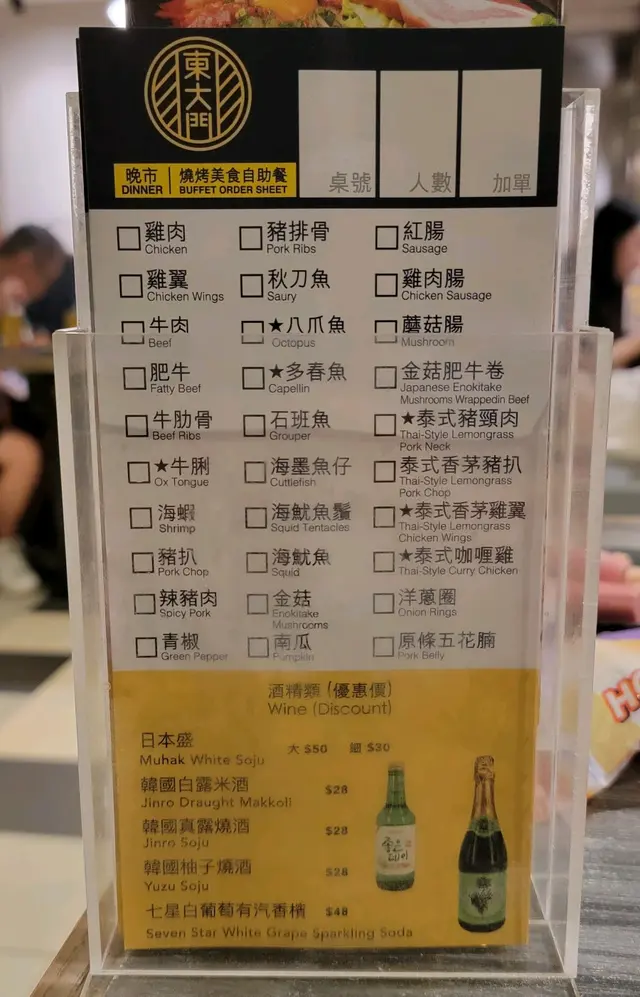 東大門
晚市 燒烤美食自助餐
DINNER BUFFET ORDER SHEET
桌號 人數 加單
雞肉 豬排骨 紅腸
Chicken Pork Ribs Sausage
雞翼 秋刀魚 雞肉腸
Chicken Wings Saury Chicken Sausage
牛肉 ★八爪魚 蘑菇腸
Beef Octopus Mushroom
肥牛 ★多春魚 金菇肥牛卷
Fatty Beef Capellin Japanese Enokitake
Mushrooms Wrappedin Beef
牛肋骨 石班魚 ★泰式豬頸肉
Beef Ribs Grouper Thai-Style Lemongrass
Pork Neck
★牛脷 海墨魚仔 泰式香茅豬扒
Ox Tongue Cuttlefish Thai-Style Lemongrass
Pork Chop
海蝦 海魷魚鬚 ★泰式香茅雞翼
Shrimp Squid Tentacles Thai-Style Lemongrass
Chicken Wings
豬扒 海魷魚 ★泰式咖喱雞
Pork Chop Squid Thai-Style Curry Chicken
辣豬肉 金菇 洋蔥圈
Spicy Pork Enokitake Onion Rings
Mushrooms
青椒 南瓜 原條五花腩
Green Pepper Pumpkin Pork Belly
酒精類 (優惠價)
Wine (Discount)
日本盛 大 $50 細 $30
Muhak White Soju
韓國白露米酒 $28
Jinro Draught Makkoli
韓國真露燒酒 $28
Jinro Soju
韓國柚子燒酒 $28
Yuzu Soju
七星白葡萄有汽香檳 $48
Seven Star White Grape Sparkling Soda